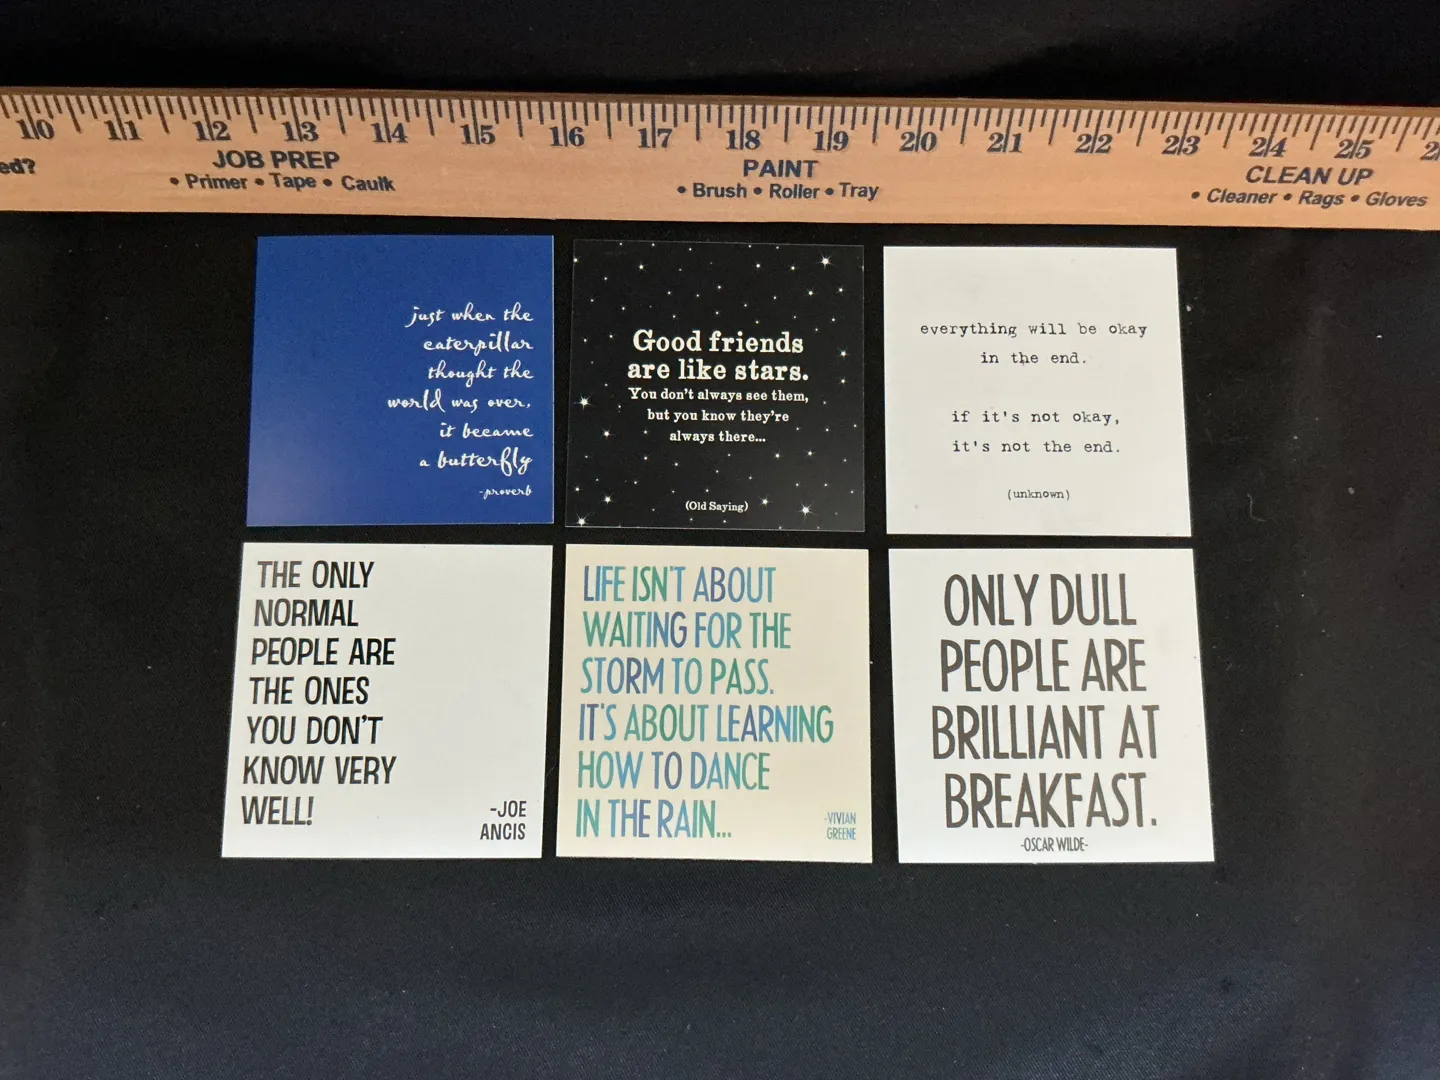 10 11 12 13 14 15 16 17 18 19 20 21 22 23 24 25
ed? JOB PREP PAINT CLEAN UP
• Primer • Tape • Caulk • Brush • Roller • Tray • Cleaner • Rags • Gloves
just when the
caterpillar
thought the
world was over,
it became
a butterfly
-proverb
Good friends
are like stars.
You don't always see them,
but you know they're
always there...
(Old Saying)
everything will be okay
in the end.
if it's not okay,
it's not the end.
(unknown)
THE ONLY
NORMAL
PEOPLE ARE
THE ONES
YOU DON'T
KNOW VERY
WELL!
-JOE
ANCIS
LIFE ISN'T ABOUT
WAITING FOR THE
STORM TO PASS.
IT'S ABOUT LEARNING
HOW TO DANCE
IN THE RAIN...
-VIVIAN
GREENE
ONLY DULL
PEOPLE ARE
BRILLIANT AT
BREAKFAST.
-OSCAR WILDE-